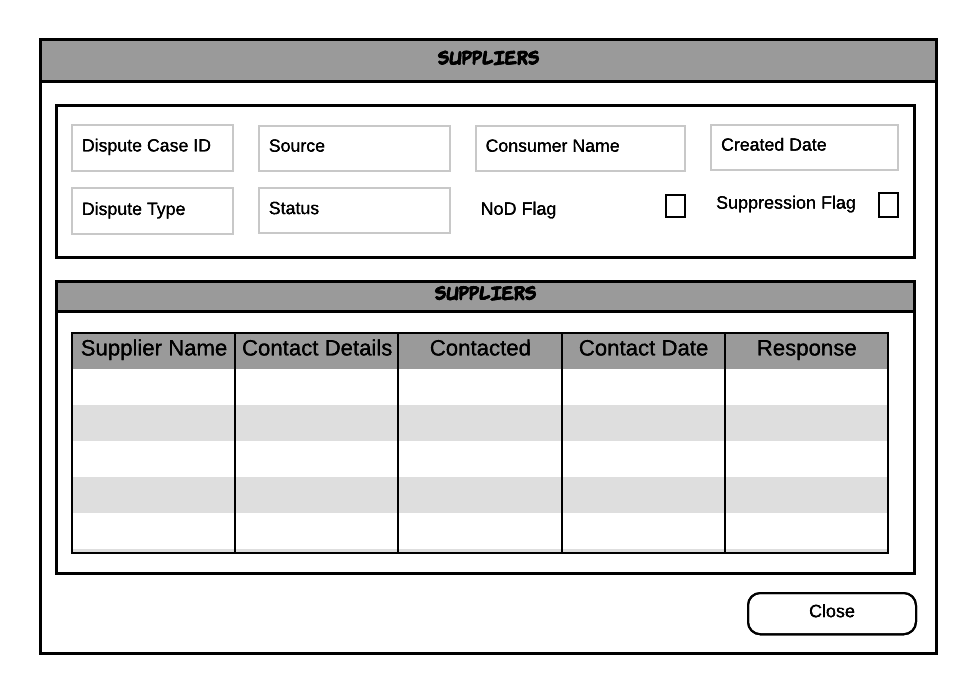 SUPPLIERS
Dispute Case ID Source Consumer Name Created Date
Dispute Type Status NoD Flag Suppression Flag
SUPPLIERS
Supplier Name Contact Details Contacted Contact Date Response
Close